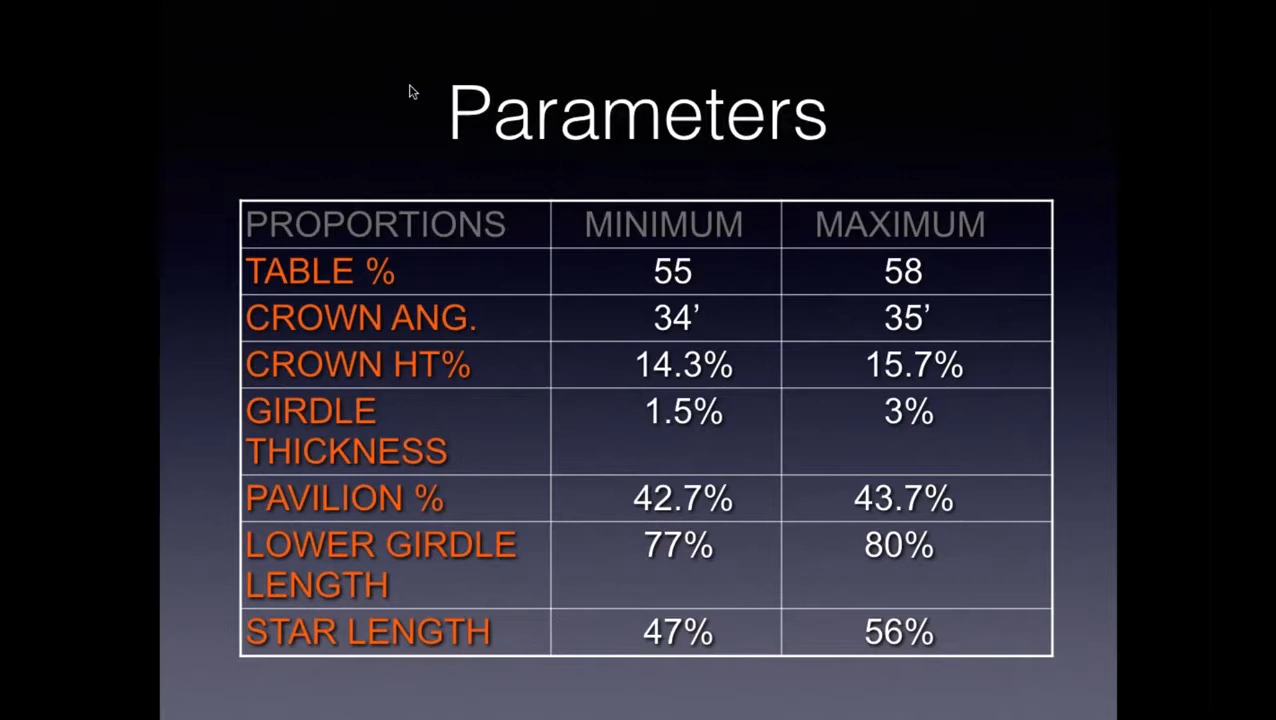 Parameters
PROPORTIONS MINIMUM MAXIMUM
TABLE % 55 58
CROWN ANG. 34’ 35’
CROWN HT% 14.3% 15.7%
GIRDLE 1.5% 3%
THICKNESS
PAVILION % 42.7% 43.7%
LOWER GIRDLE 77% 80%
LENGTH
STAR LENGTH 47% 56%